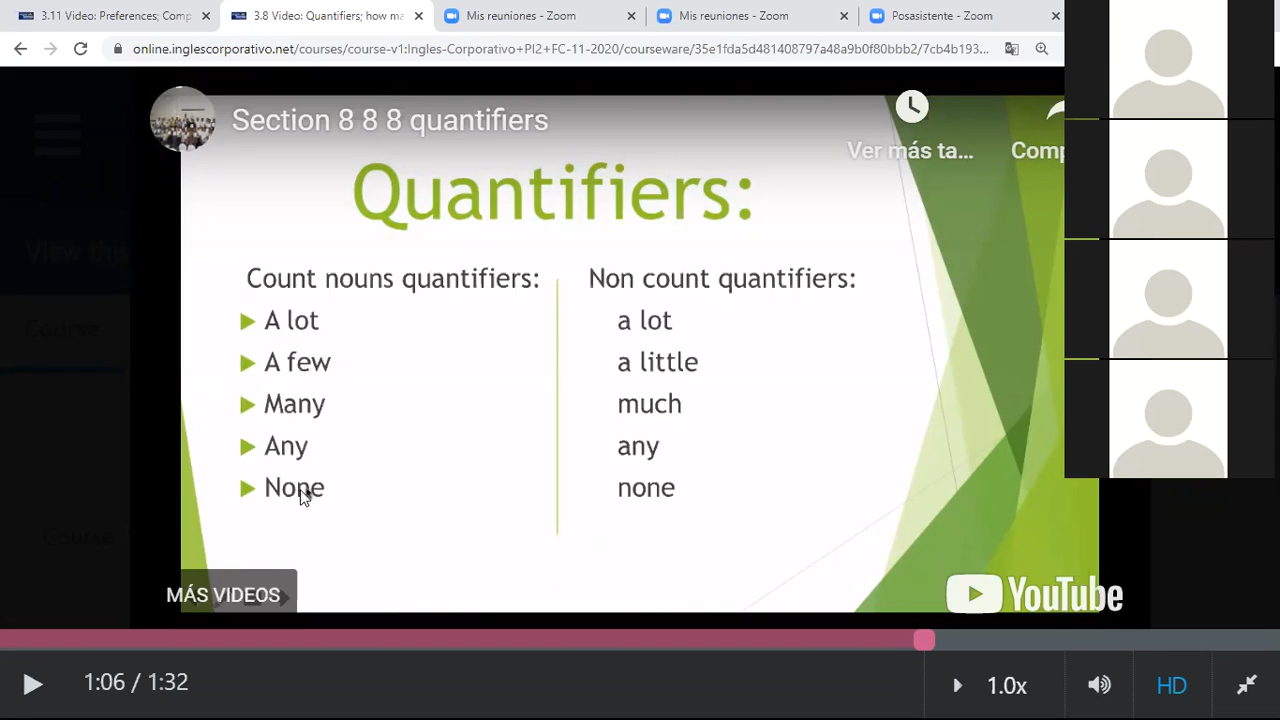 3.11 Video: Preferences; Comp
3.8 Video: Quantifiers; how ma
Mis reuniones - Zoom
Mis reuniones - Zoom
Posasistente - Zoom
online.inglescorporativo.net/courses/course-v1:Ingles-Corporativo+PI2+FC-11-2020/courseware/35e1fda5d481408797a48a9b0f80bbb2/7cb4b193...
Section 8 8 8 quantifiers
Ver más ta...
Comp
Quantifiers:
View this
Course
Count nouns quantifiers:
A lot
A few
Many
Any
None
Non count quantifiers:
a lot
a little
much
any
none
Course
MÁS VIDEOS
YouTube
1:06 / 1:32
1.0x
HD